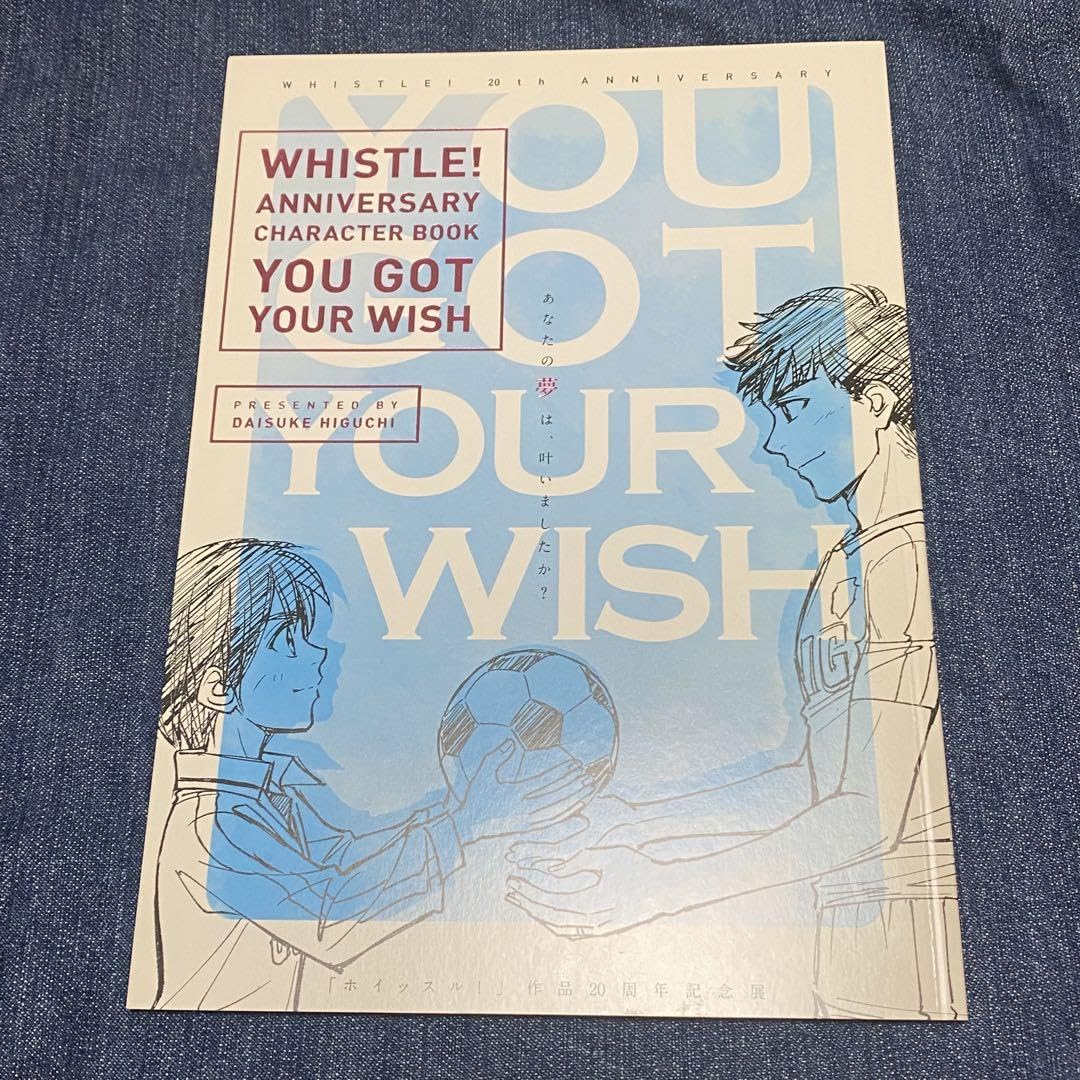 WHISTLE! 20th ANNIVERSARY
WHISTLE!
ANNIVERSARY
CHARACTER BOOK
YOU GOT
YOUR WISH
PRESENTED BY
DAISUKE HIGUCHI
YOU
GOT
YOUR
WISH
あなたの夢は、叶いましたか?
「ホイッスル!」作品20周年記念展